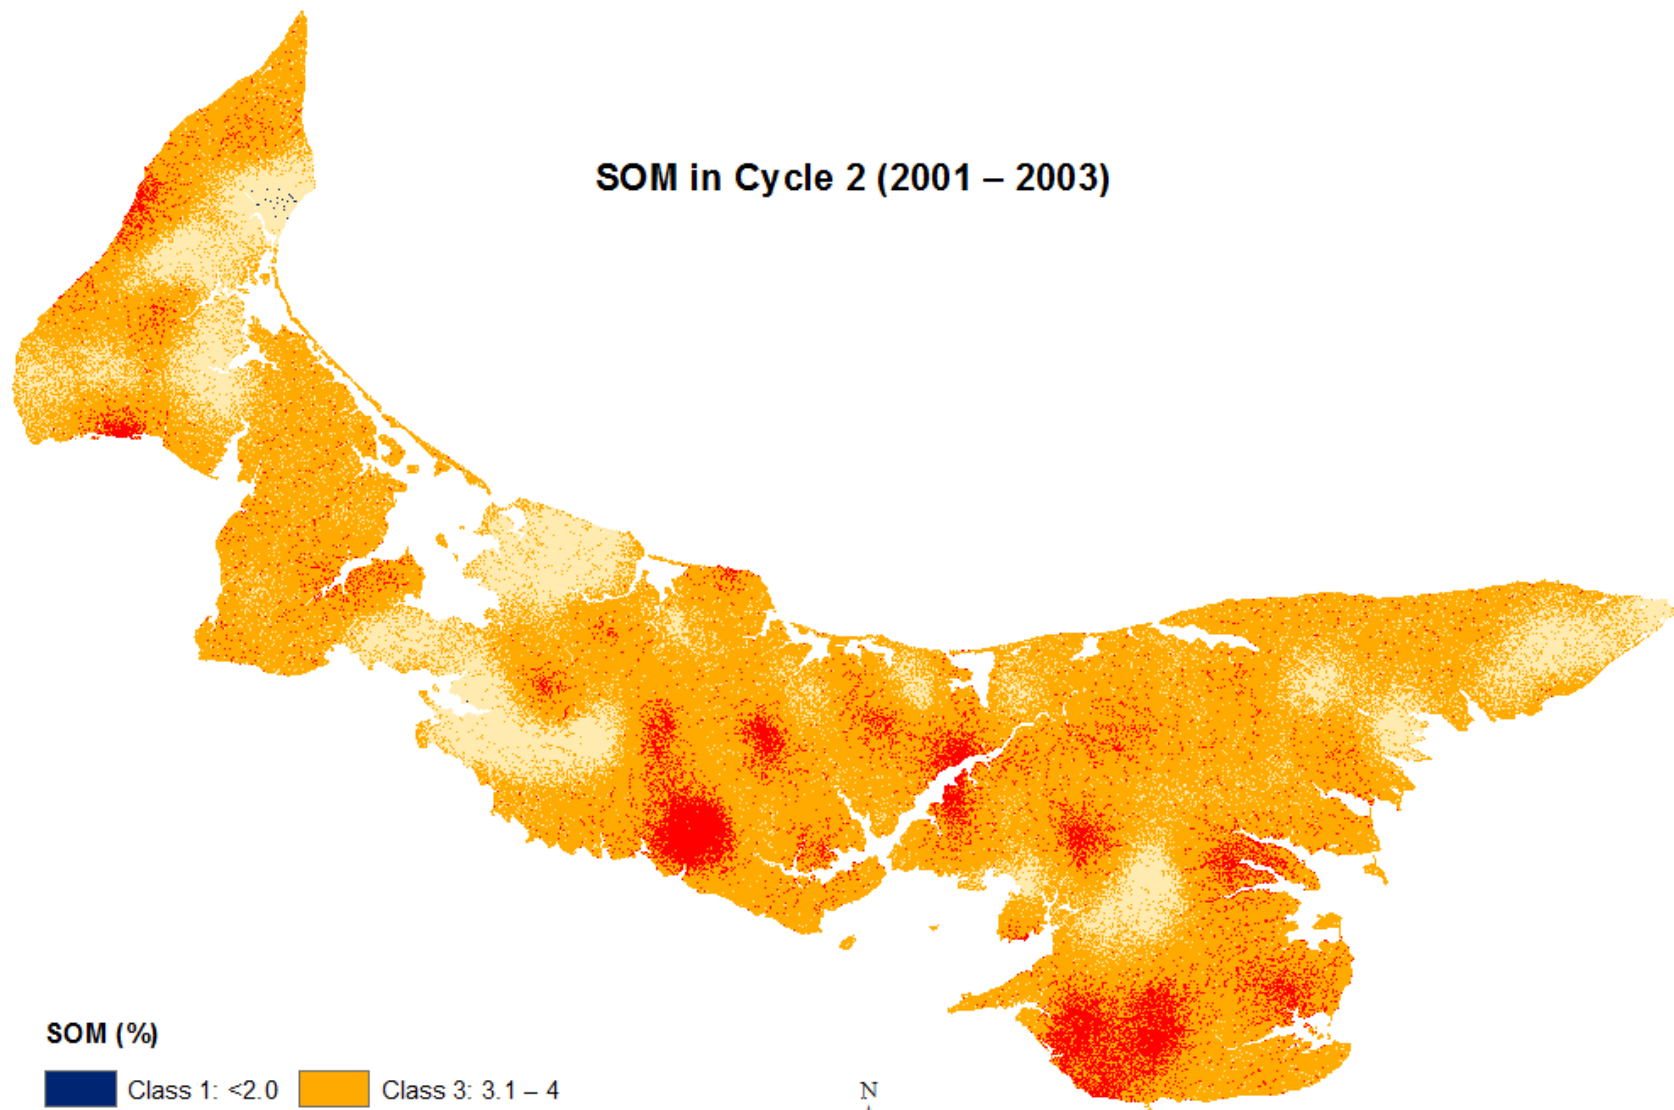 SOM in Cycle 2 (2001 – 2003)
SOM (%)
Class 1: <2.0
Class 3: 3.1 – 4
N